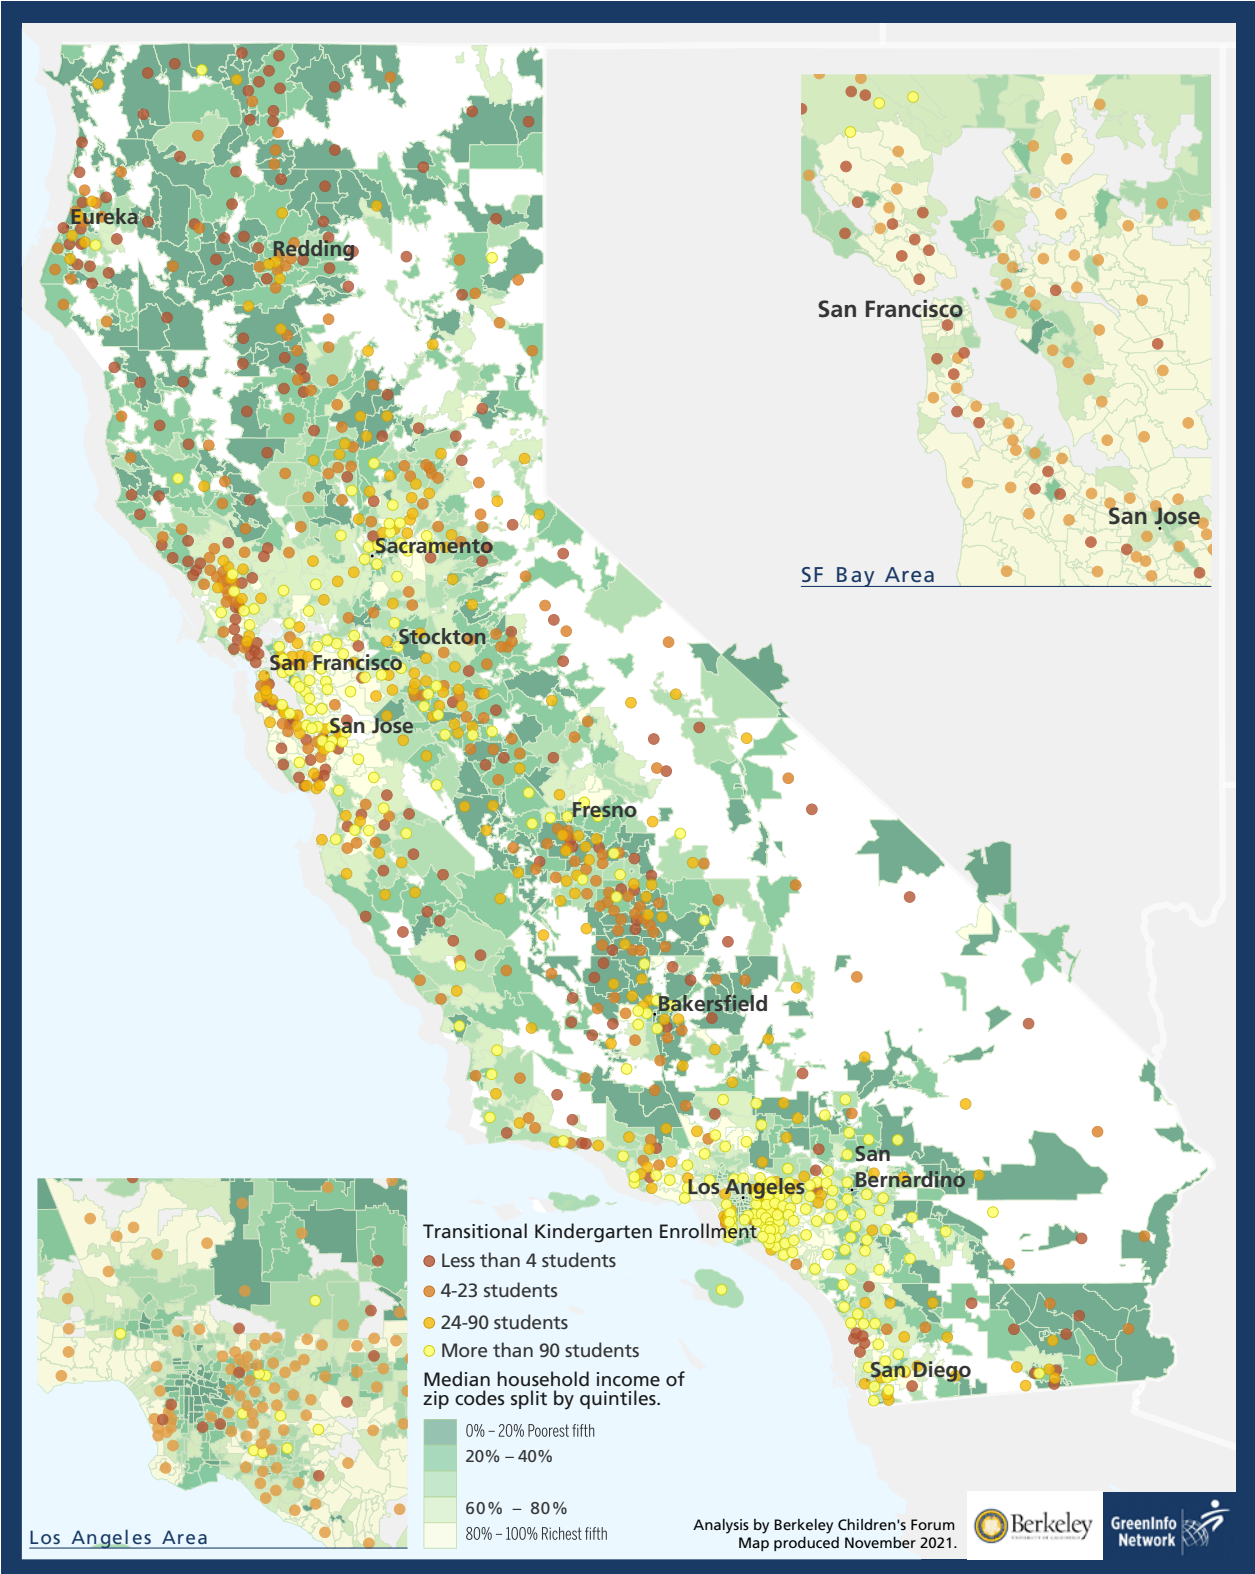 Eureka
Redding
San Francisco
San Jose
SF Bay Area
Sacramento
Stockton
San Francisco
San Jose
Fresno
Bakersfield
San
Bernardino
Los Angeles
San Diego
Los Angeles Area
Transitional Kindergarten Enrollment
Less than 4 students
4-23 students
24-90 students
More than 90 students
Median household income of
zip codes split by quintiles.
0% – 20% Poorest fifth
20% – 40%
60% – 80%
80% – 100% Richest fifth
Analysis by Berkeley Children's Forum
Map produced November 2021.
Berkeley
UNIVERSITY OF CALIFORNIA
GreenInfo
Network